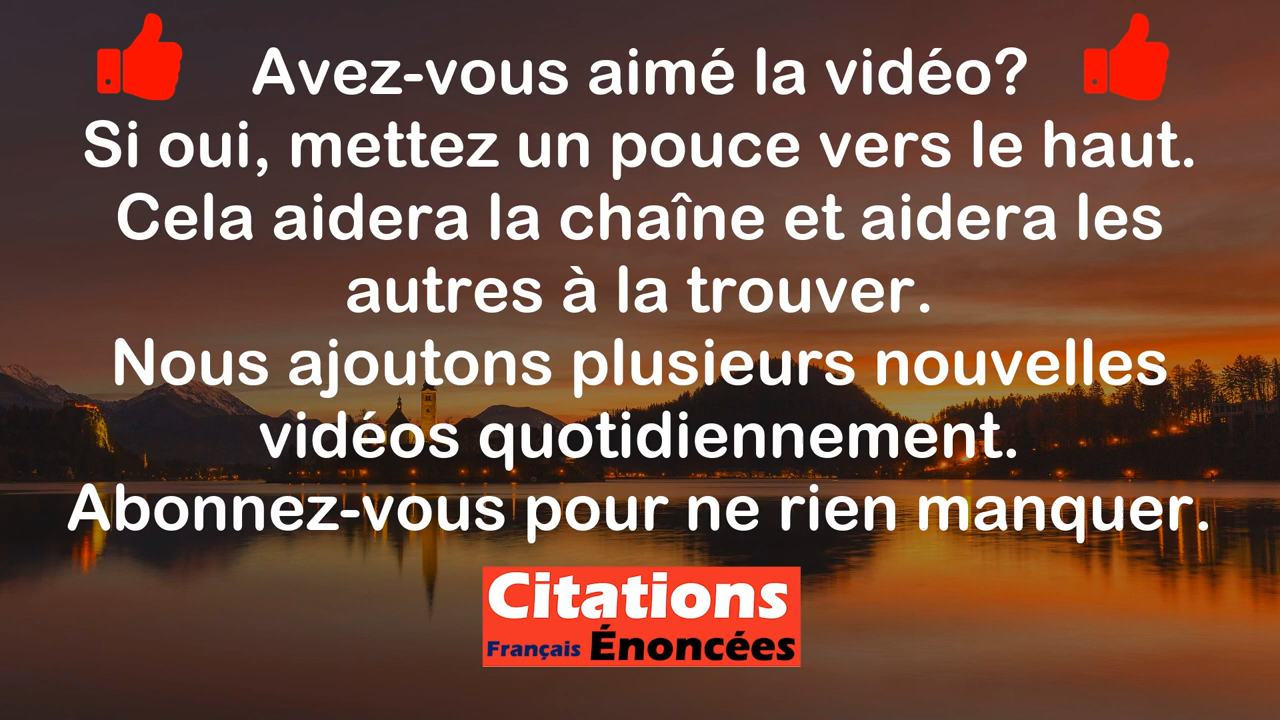 Avez-vous aimé la vidéo?
Si oui, mettez un pouce vers le haut.
Cela aidera la chaîne et aidera les
autres à la trouver.
Nous ajoutons plusieurs nouvelles
vidéos quotidiennement.
Abonnez-vous pour ne rien manquer.
Citations
Français Énoncées